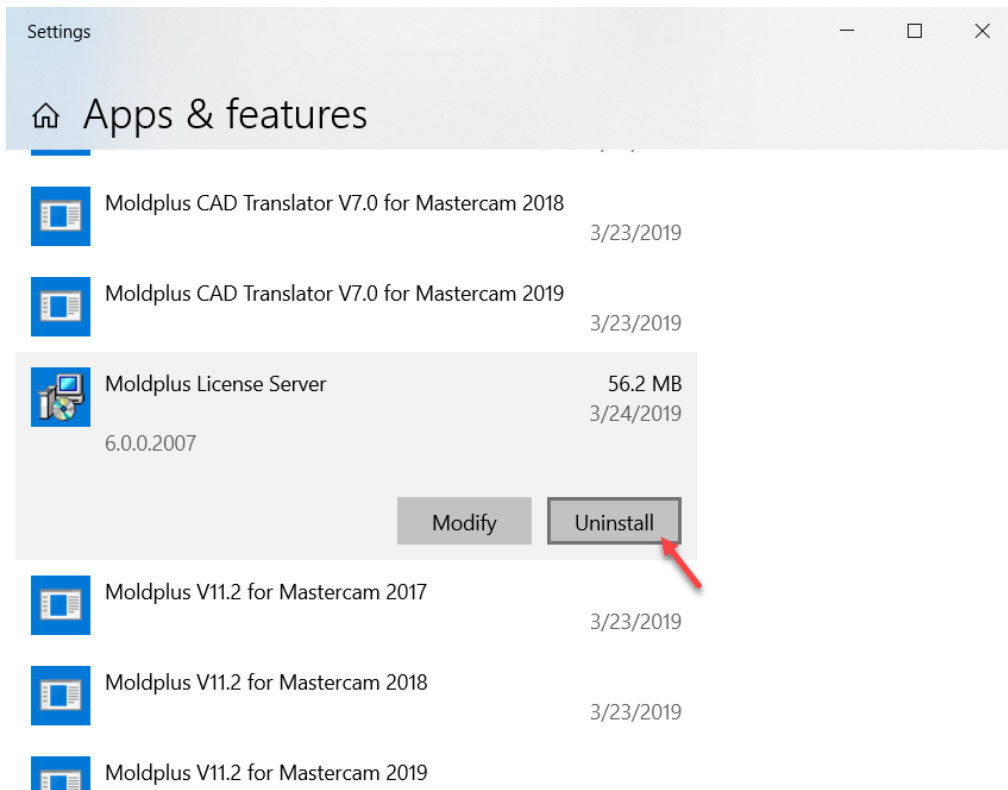 Settings
Apps & features
Moldplus CAD Translator V7.0 for Mastercam 2018
3/23/2019
Moldplus CAD Translator V7.0 for Mastercam 2019
3/23/2019
Moldplus License Server
56.2 MB
3/24/2019
6.0.0.2007
Modify
Uninstall
Moldplus V11.2 for Mastercam 2017
3/23/2019
Moldplus V11.2 for Mastercam 2018
3/23/2019
Moldplus V11.2 for Mastercam 2019